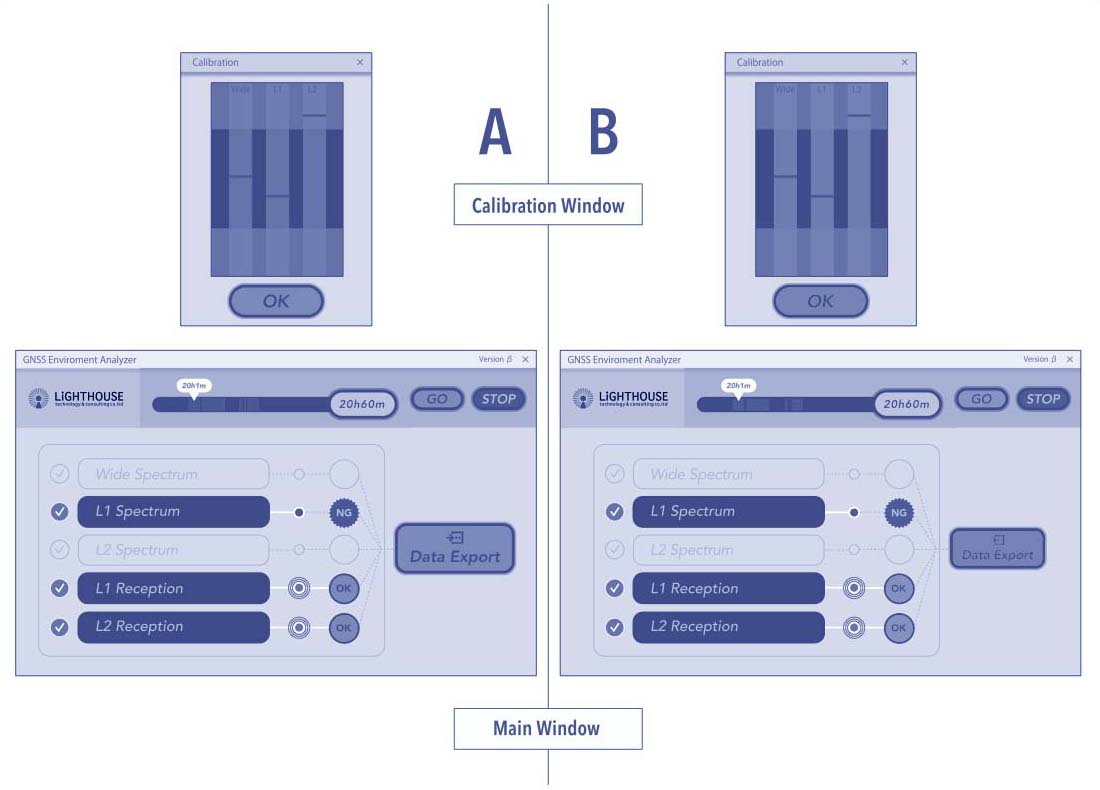 A
B
Calibration
×
Wide
L1
L2
OK
Calibration
×
Wide
L1
L2
OK
Calibration Window
GNSS Enviroment Analyzer
Version β
×
LiGHTHOUSE
technology & consulting co.ltd
20h1m
20h60m
GO
STOP
Wide Spectrum
L1 Spectrum
NG
L2 Spectrum
Data Export
L1 Reception
OK
L2 Reception
OK
GNSS Enviroment Analyzer
Version β
×
LiGHTHOUSE
technology & consulting co.ltd
20h1m
20h60m
GO
STOP
Wide Spectrum
L1 Spectrum
NG
L2 Spectrum
Data Export
L1 Reception
OK
L2 Reception
OK
Main Window